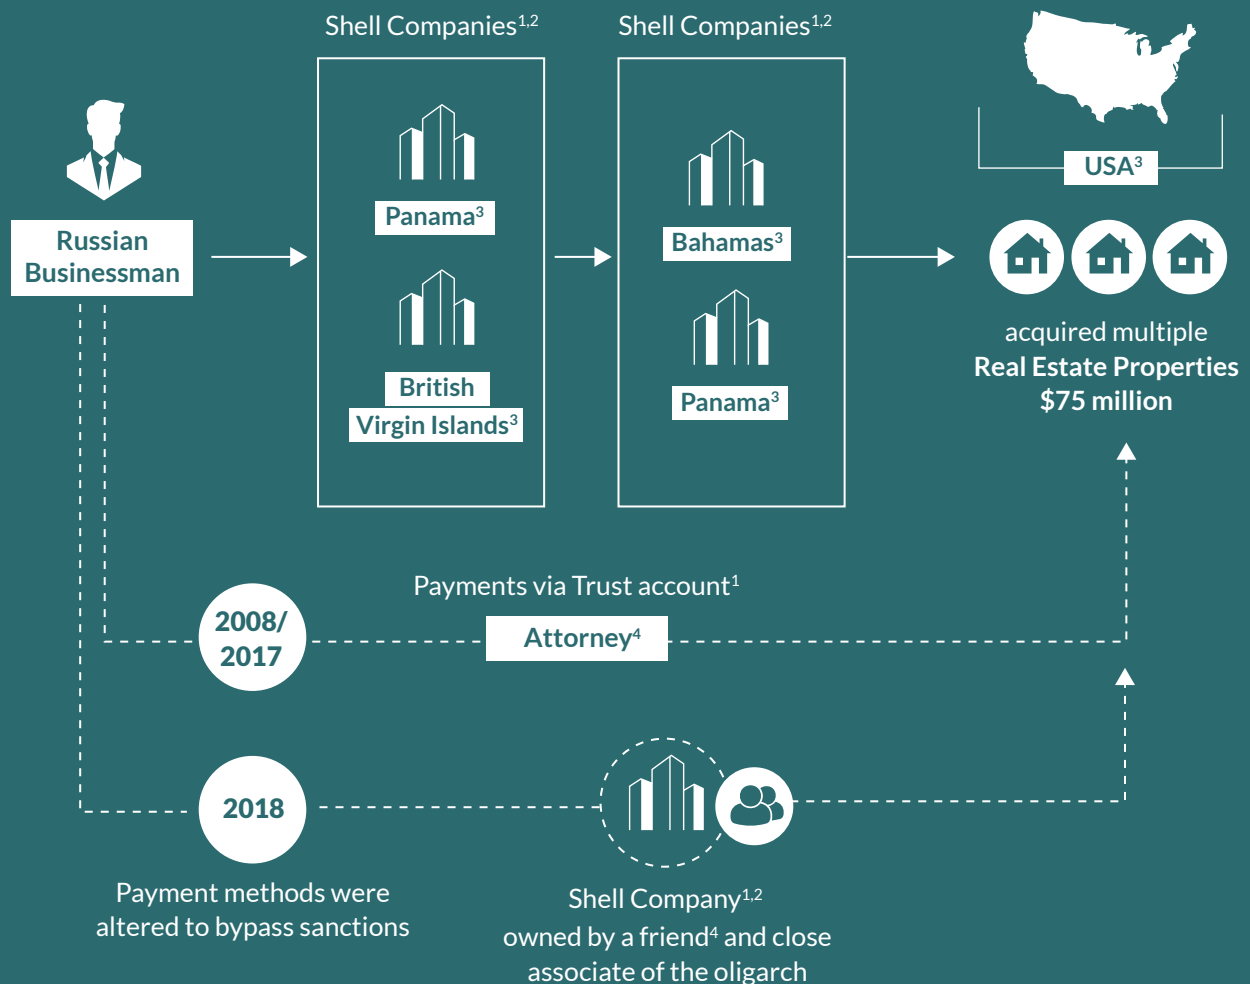 Shell Companies1,2
Shell Companies1,2
USA3
Panama3
Bahamas3
Russian
Businessman
British
Virgin Islands3
Panama3
acquired multiple
Real Estate Properties
$75 million
Payments via Trust account1
2008/
2017
Attorney4
2018
Payment methods were
altered to bypass sanctions
Shell Company1,2
owned by a friend4 and close
associate of the oligarch